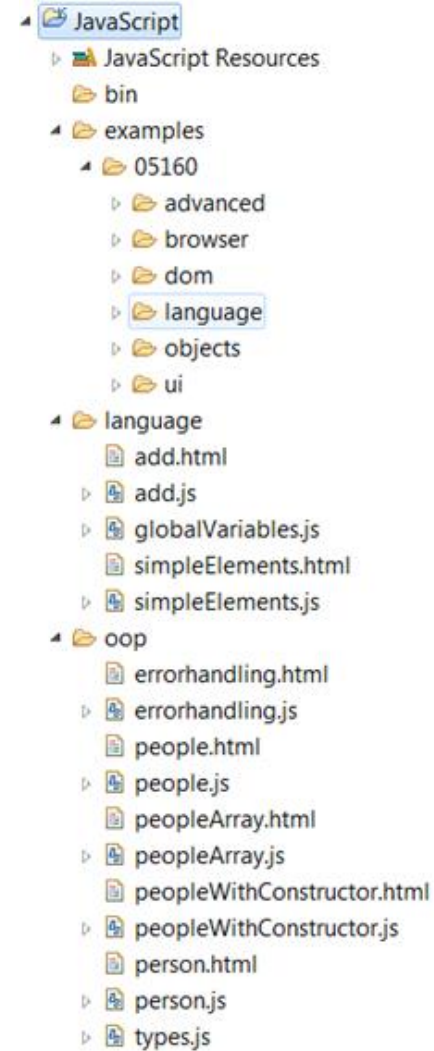 JavaScript
JavaScript Resources
bin
examples
05160
advanced
browser
dom
language
objects
ui
language
add.html
add.js
globalVariables.js
simpleElements.html
simpleElements.js
oop
errorhandling.html
errorhandling.js
people.html
people.js
peopleArray.html
peopleArray.js
peopleWithConstructor.html
peopleWithConstructor.js
person.html
person.js
types.js